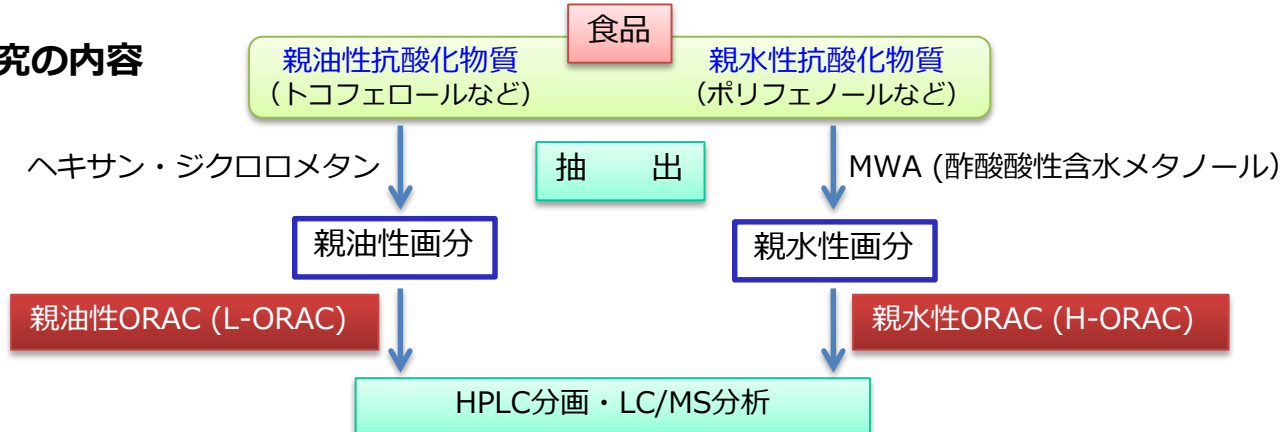 究の内容
食品
親油性抗酸化物質
（トコフェロールなど）
親水性抗酸化物質
（ポリフェノールなど）
ヘキサン・ジクロロメタン
抽　　出
MWA (酢酸酸性含水メタノール）
親油性画分
親水性画分
親油性ORAC (L-ORAC)
親水性ORAC (H-ORAC)
HPLC分画・LC/MS分析